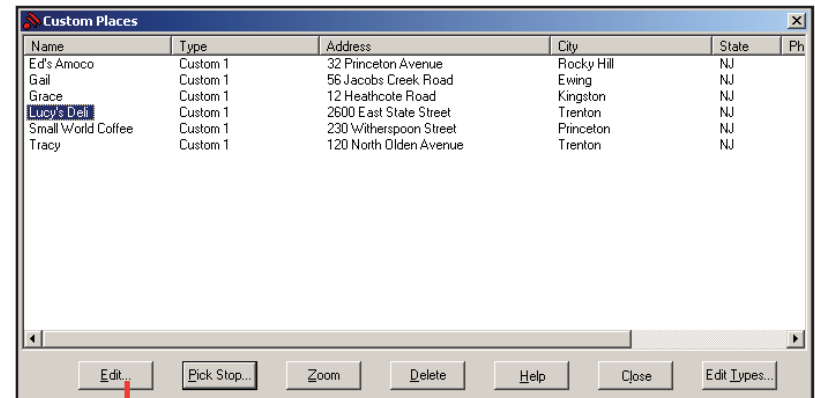 Custom Places
Name Type Address City State Ph
Ed's Amoco Custom 1 32 Princeton Avenue Rocky Hill NJ
Gail Custom 1 56 Jacobs Creek Road Ewing NJ
Grace Custom 1 12 Heathcote Road Kingston NJ
Lucy's Deli Custom 1 2600 East State Street Trenton NJ
Small World Coffee Custom 1 230 Witherspoon Street Princeton NJ
Tracy Custom 1 120 North Olden Avenue Trenton NJ
Edit... Pick Stop... Zoom Delete Help Close Edit Types...